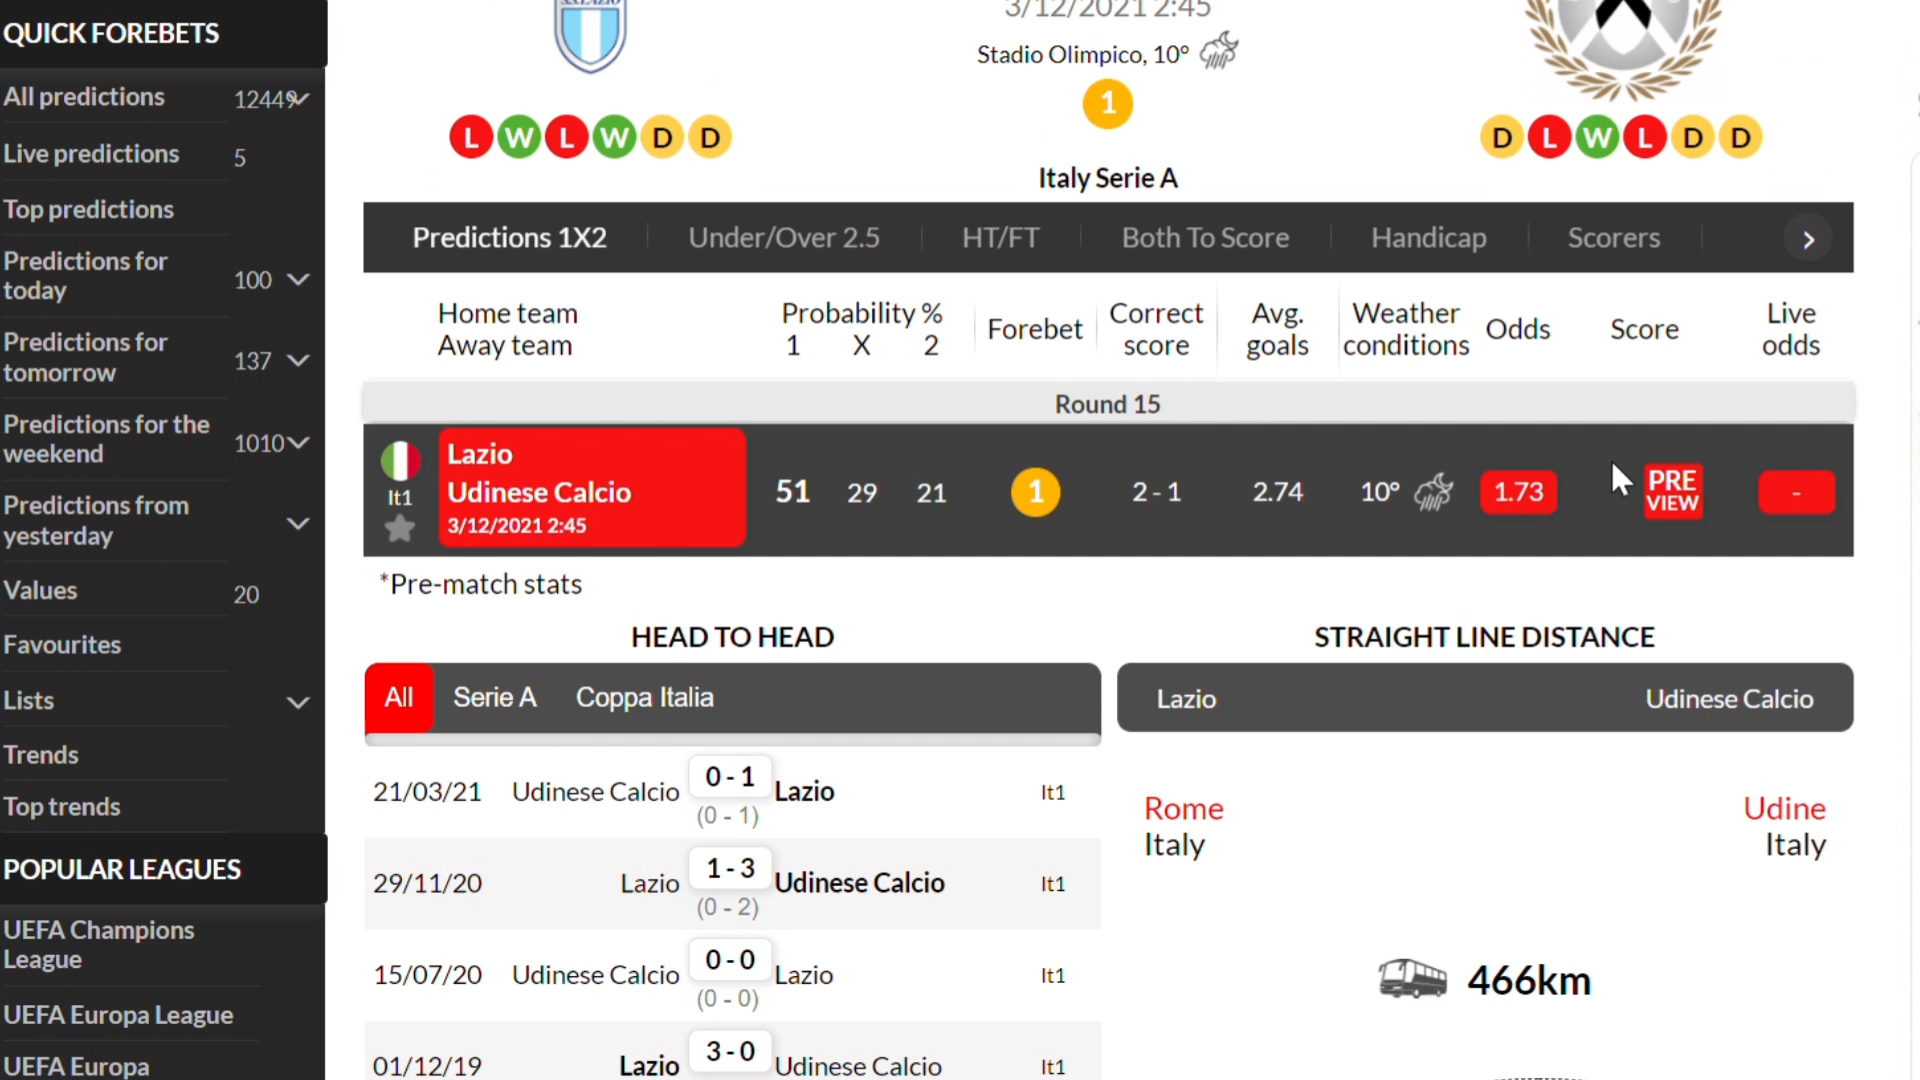 QUICK FOREBETS
All predictions 12449
Live predictions 5
Top predictions
Predictions for
today 100
Predictions for
tomorrow 137
Predictions for the
weekend 1010
Predictions from
yesterday
Values 20
Favourites
Lists
Trends
Top trends
POPULAR LEAGUES
UEFA Champions
League
UEFA Europa League
UEFA Europa
S.S.LAZIO
3/12/2021 2:45
Stadio Olimpico, 10°
1
L W L W D D
D L W L D D
Italy Serie A
Predictions 1X2 Under/Over 2.5 HT/FT Both To Score Handicap Scorers
Home team
Away team
Probability %
1 X 2
Forebet
Correct
score
Avg.
goals
Weather
conditions
Odds
Score
Live
odds
Round 15
It1
Lazio
Udinese Calcio
3/12/2021 2:45
51 29 21 1 2 - 1 2.74 10° 1.73
PRE
VIEW
-
*Pre-match stats
HEAD TO HEAD
All Serie A Coppa Italia
21/03/21 Udinese Calcio 0 - 1 Lazio It1
(0 - 1)
29/11/20 Lazio 1 - 3 Udinese Calcio It1
(0 - 2)
15/07/20 Udinese Calcio 0 - 0 Lazio It1
(0 - 0)
01/12/19 Lazio 3 - 0 Udinese Calcio It1
STRAIGHT LINE DISTANCE
Lazio Udinese Calcio
Rome Udine
Italy Italy
466km